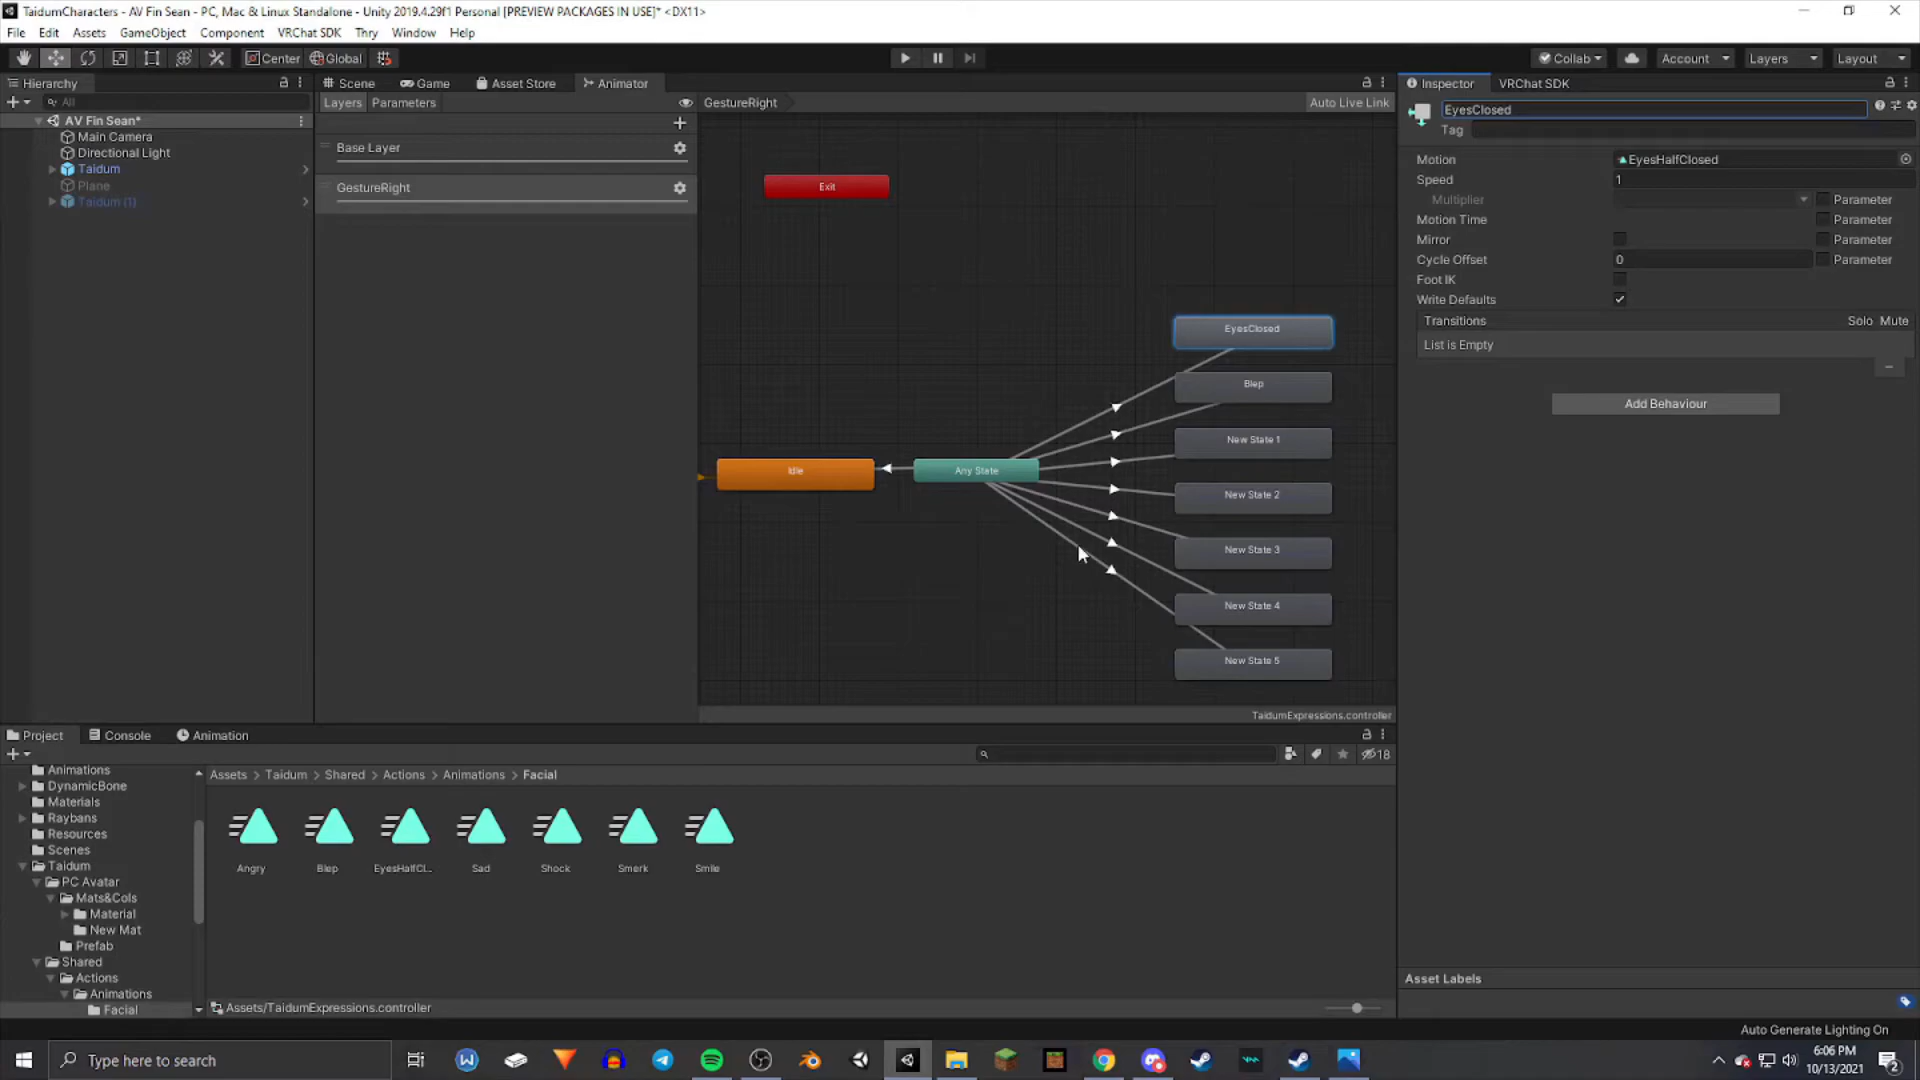 TaidumCharacters - AV Fin Sean - PC, Mac & Linux Standalone - Unity 2019.4.29f1 Personal [PREVIEW PACKAGES IN USE]* <DX11>
File Edit Assets GameObject Component VRChat SDK Thry Window Help
Center Global Collab Account Layers Layout
Hierarchy Scene Game Asset Store Animator Inspector VRChat SDK
All Layers Parameters GestureRight Auto Live Link EyesClosed
AV Fin Sean* Tag
Main Camera
Directional Light Base Layer Motion EyesHalfClosed
Taidum Speed 1
Plane GestureRight Exit Multiplier Parameter
Taidum (1) Motion Time Parameter
Mirror Parameter
Cycle Offset 0 Parameter
Foot IK
Write Defaults
Transitions Solo Mute
EyesClosed List is Empty
Blep Add Behaviour
New State 1
Idle Any State
New State 2
New State 3
New State 4
New State 5
TaidumExpressions.controller
Project Console Animation
18
Animations Assets > Taidum > Shared > Actions > Animations > Facial
DynamicBone
Materials
Raybans
Resources
Scenes
Taidum Angry Blep EyesHalfCl... Sad Shock Smerk Smile
PC Avatar
Mats&Cols
Material
New Mat
Prefab
Shared
Actions
Animations
Facial Assets/TaidumExpressions.controller
Asset Labels
Auto Generate Lighting On
Type here to search
6:06 PM
10/13/2021
2